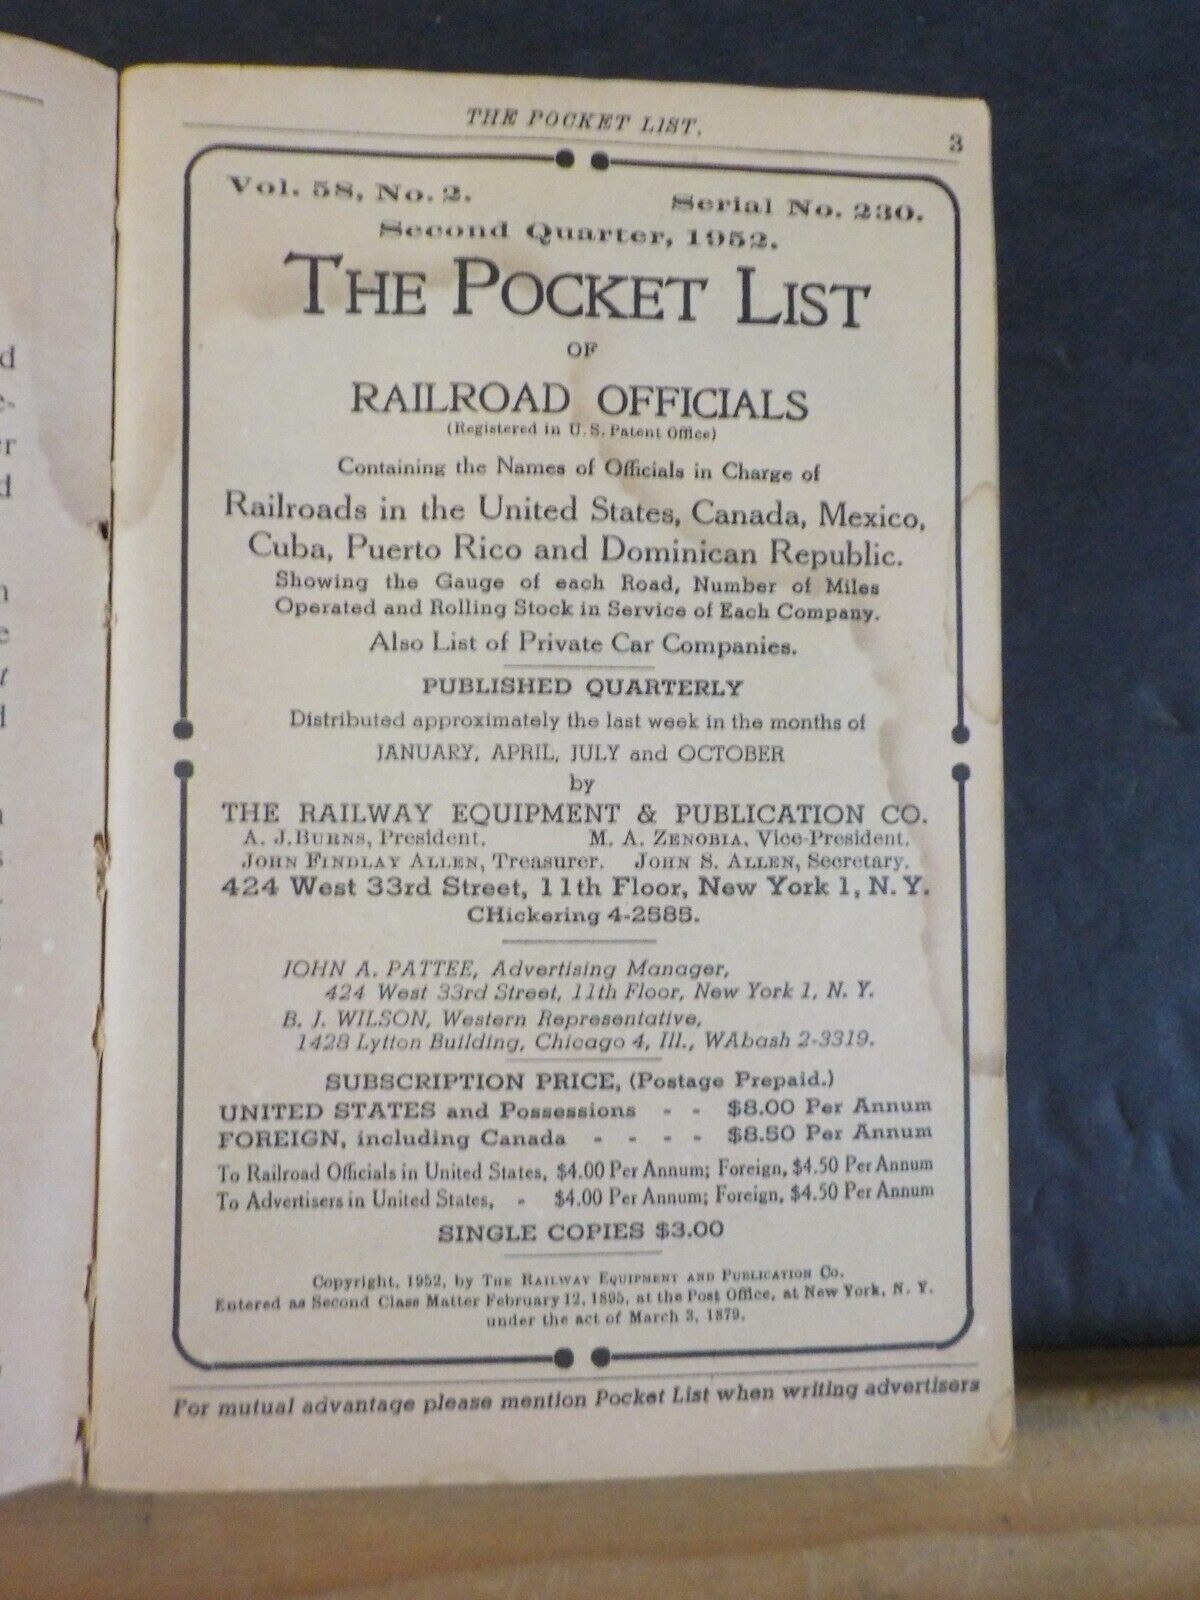 THE POCKET LIST. 3
Vol. 58, No. 2. Serial No. 230.
Second Quarter, 1952.
THE POCKET LIST
OF
RAILROAD OFFICIALS
(Registered in U.S. Patent Office)
Containing the Names of Officials in Charge of
Railroads in the United States, Canada, Mexico,
Cuba, Puerto Rico and Dominican Republic.
Showing the Gauge of each Road, Number of Miles
Operated and Rolling Stock in Service of Each Company.
Also List of Private Car Companies.
PUBLISHED QUARTERLY
Distributed approximately the last week in the months of
JANUARY, APRIL, JULY and OCTOBER
by
THE RAILWAY EQUIPMENT & PUBLICATION CO.
A. J. BURNS, President. M. A. ZENOBIA, Vice-President.
JOHN FINDLAY ALLEN, Treasurer. JOHN S. ALLEN, Secretary.
424 West 33rd Street, 11th Floor, New York 1, N. Y.
CHickering 4-2585.
JOHN A. PATTEE, Advertising Manager,
424 West 33rd Street, 11th Floor, New York 1, N. Y.
B. J. WILSON, Western Representative,
1428 Lytton Building, Chicago 4, Ill., WAbash 2-3319.
SUBSCRIPTION PRICE, (Postage Prepaid.)
UNITED STATES and Possessions - - $8.00 Per Annum
FOREIGN, including Canada - - - - $8.50 Per Annum
To Railroad Officials in United States, $4.00 Per Annum; Foreign, $4.50 Per Annum
To Advertisers in United States, - $4.00 Per Annum; Foreign, $4.50 Per Annum
SINGLE COPIES $3.00
Copyright, 1952, by THE RAILWAY EQUIPMENT AND PUBLICATION CO.
Entered as Second Class Matter February 12, 1895, at the Post Office, at New York, N. Y.
under the act of March 3, 1879.
For mutual advantage please mention Pocket List when writing advertisers